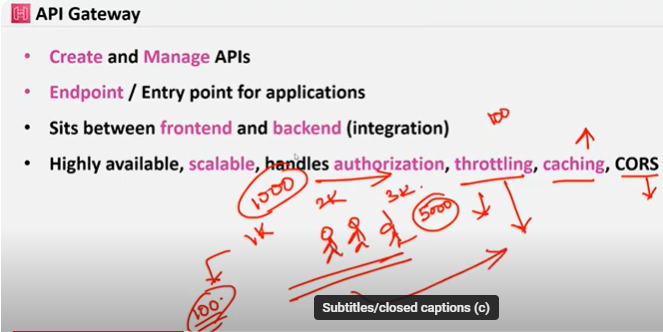 API Gateway
• Create and Manage APIs
• Endpoint / Entry point for applications
• Sits between frontend and backend (integration)
100
• Highly available, scalable, handles authorization, throttling, caching, CORS
1000
2K
3K.
5000
1K
100.
Subtitles/closed captions (c)